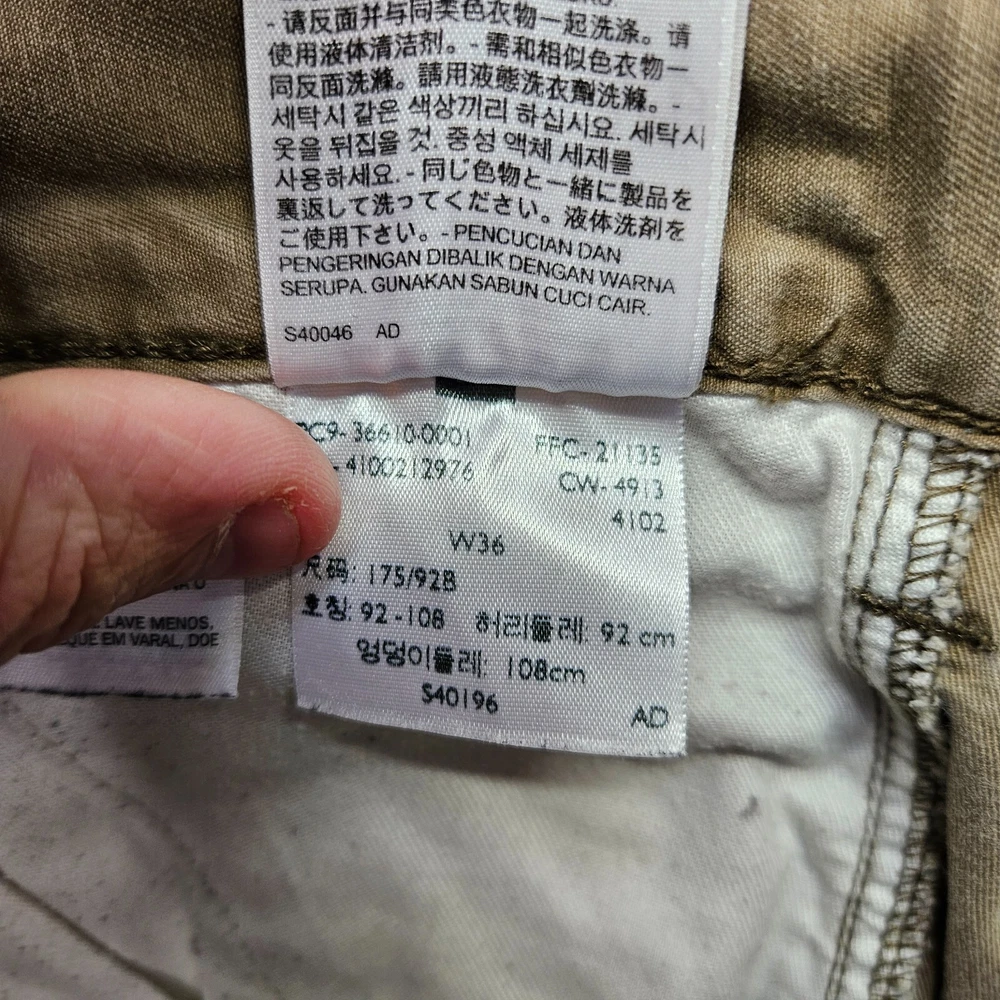 - 请反面并与同类色衣物一起洗涤。请
使用液体清洁剂。- 需和相似色衣物一
同反面洗滌。請用液態洗衣劑洗滌。-
세탁시 같은 색상끼리 하십시요. 세탁시
옷을 뒤집을 것. 중성 액체 세제를
사용하세요. - 同じ色物と一緒に製品を
裏返して洗ってください。液体洗剤を
ご使用下さい。- PENCUCIAN DAN
PENGERINGAN DIBALIK DENGAN WARNA
SERUPA. GUNAKAN SABUN CUCI CAIR.
S40046 AD
PC9-36610-0001 FFC-21135
- 4100212976 CW-4913
4102
W36
尺码: 175/92B
호칭: 92-108 허리둘레: 92 cm
엉덩이둘레: 108cm
S40196 AD
LAVE MENOS,
QUE EM VARAL, DOE